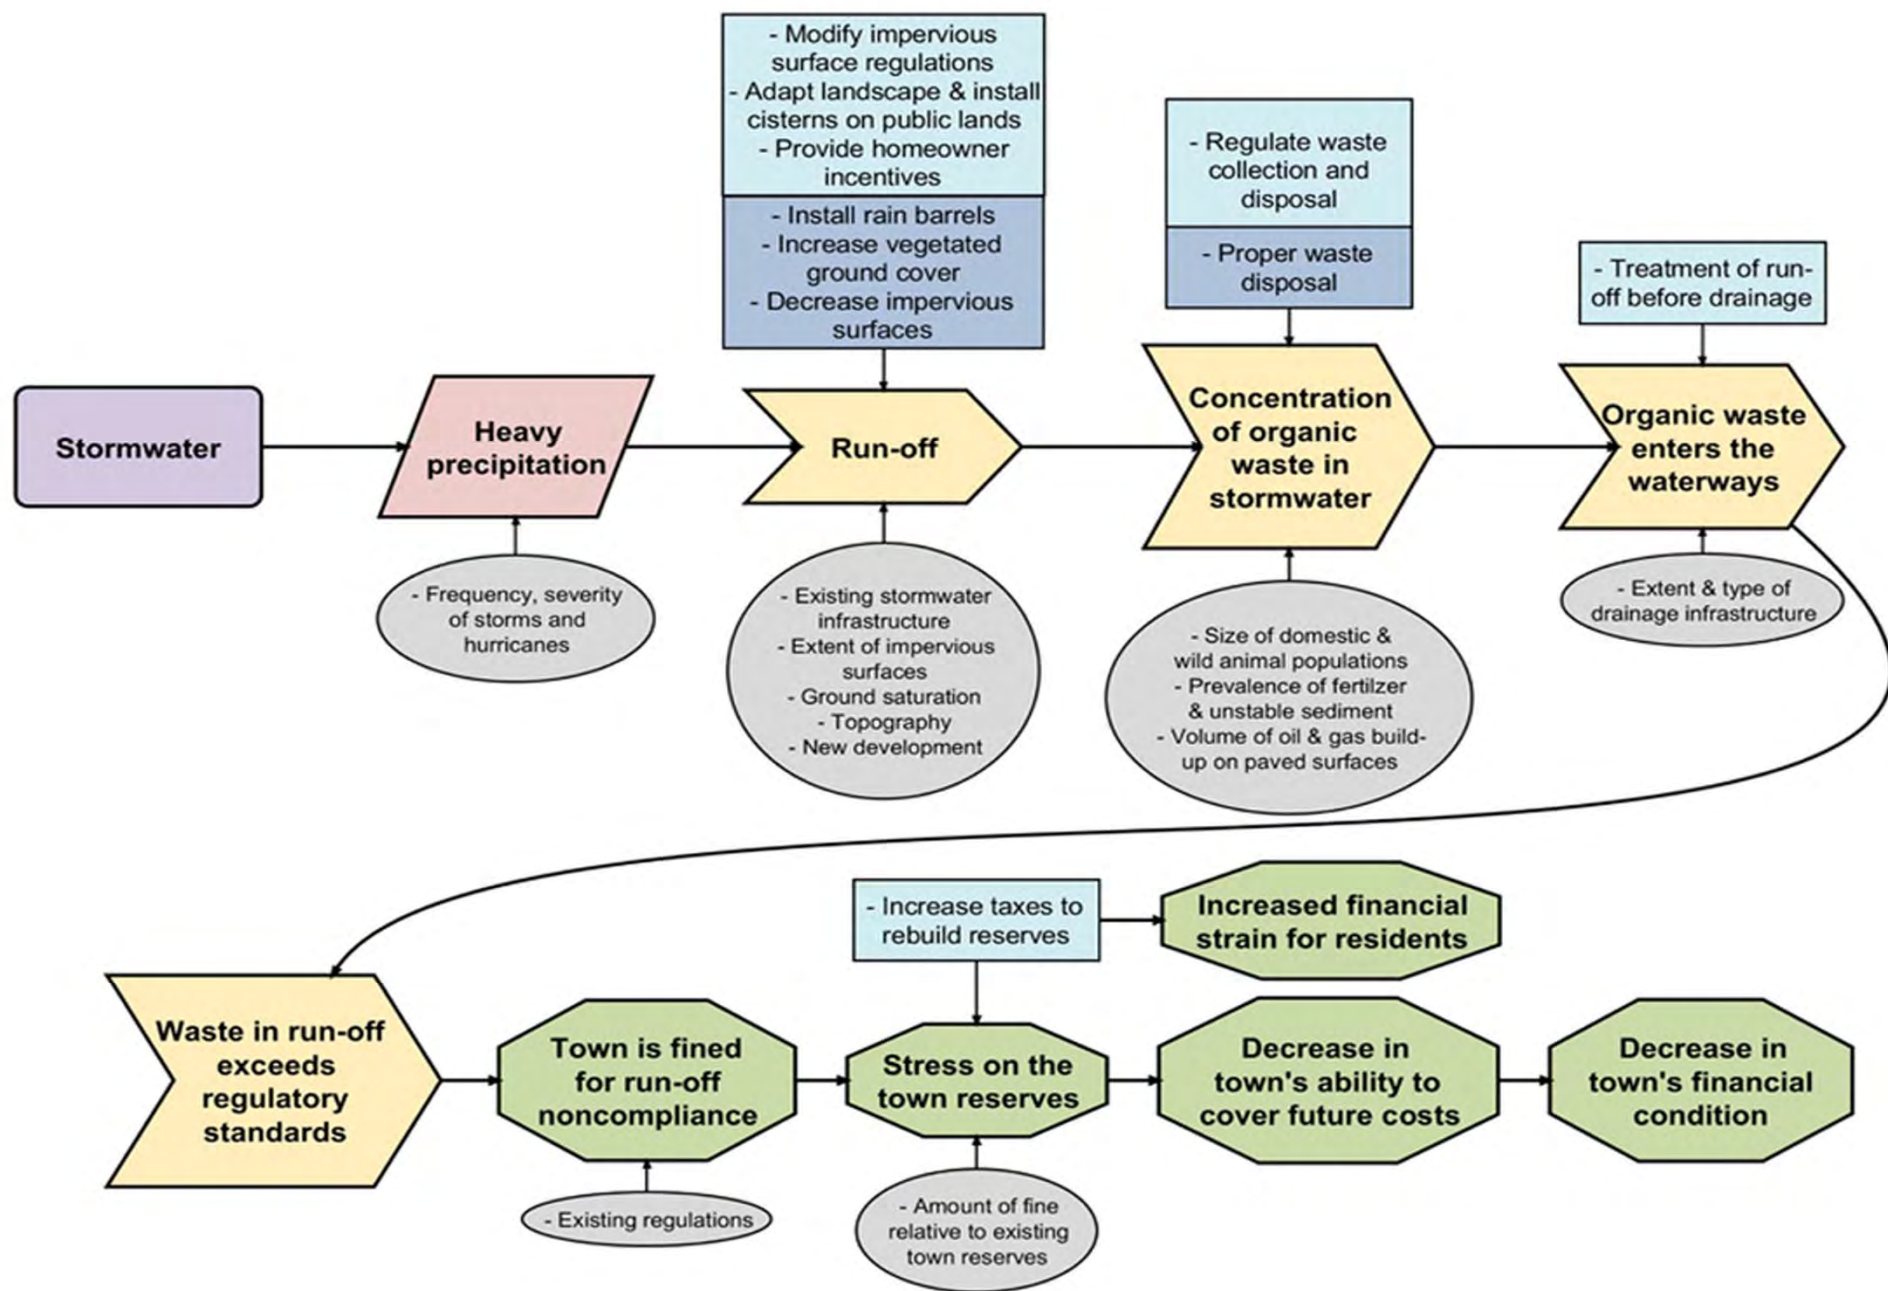 - Modify impervious
surface regulations
- Adapt landscape & install
cisterns on public lands
- Provide homeowner
incentives
- Install rain barrels
- Increase vegetated
ground cover
- Decrease impervious
surfaces
- Regulate waste
collection and
disposal
- Proper waste
disposal
- Treatment of run-
off before drainage
Stormwater
Heavy
precipitation
Run-off
Concentration
of organic
waste in
stormwater
Organic waste
enters the
waterways
- Frequency, severity
of storms and
hurricanes
- Existing stormwater
infrastructure
- Extent of impervious
surfaces
- Ground saturation
- Topography
- New development
- Size of domestic &
wild animal populations
- Prevalence of fertilzer
& unstable sediment
- Volume of oil & gas build-
up on paved surfaces
- Extent & type of
drainage infrastructure
- Increase taxes to
rebuild reserves
Increased financial
strain for residents
Waste in run-off
exceeds
regulatory
standards
Town is fined
for run-off
noncompliance
Stress on the
town reserves
Decrease in
town's ability to
cover future costs
Decrease in
town's financial
condition
- Existing regulations
- Amount of fine
relative to existing
town reserves